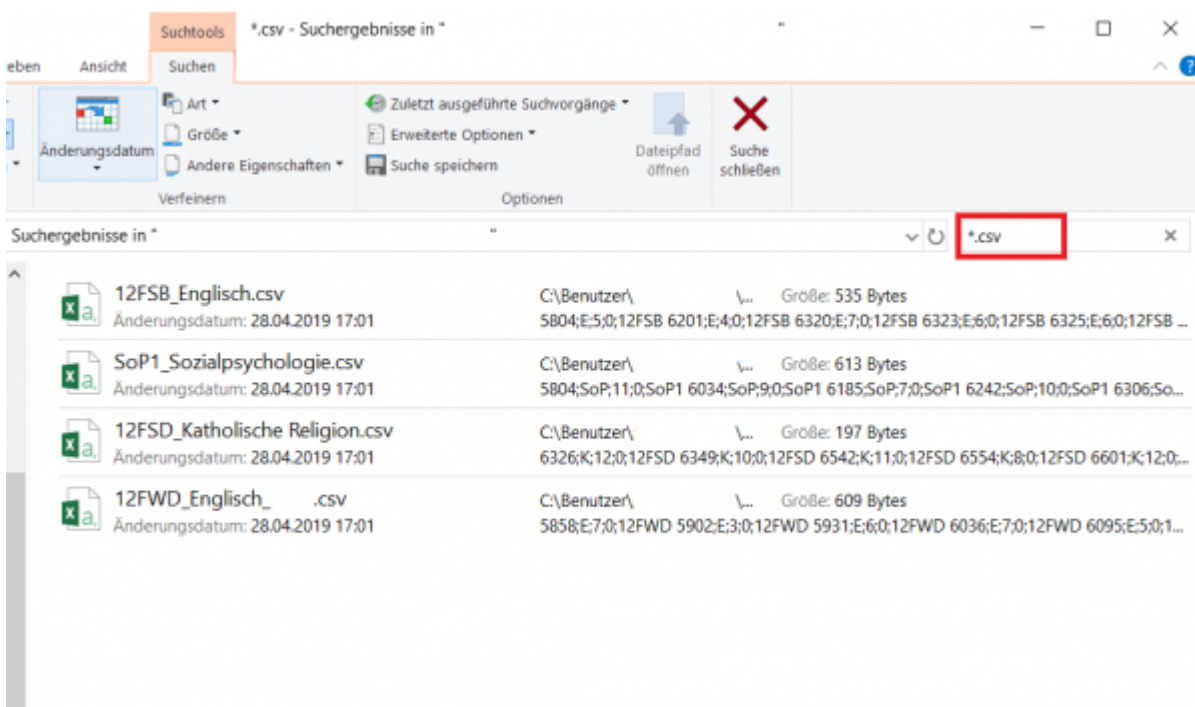 Suchtools *.csv - Suchergebnisse in " "
eben Ansicht Suchen
Änderungsdatum
Art
Größe
Andere Eigenschaften
Verfeinern
Zuletzt ausgeführte Suchvorgänge
Erweiterte Optionen
Suche speichern
Dateipfad
öffnen
Suche
schließen
Optionen
Suchergebnisse in " " *.csv
12FSB_Englisch.csv C:\Benutzer\ \... Größe: 535 Bytes
Änderungsdatum: 28.04.2019 17:01 5804;E;5;0;12FSB 6201;E;4;0;12FSB 6320;E;7;0;12FSB 6323;E;6;0;12FSB 6325;E;6;0;12FSB ...
SoP1_Sozialpsychologie.csv C:\Benutzer\ \... Größe: 613 Bytes
Änderungsdatum: 28.04.2019 17:01 5804;SoP;11;0;SoP1 6034;SoP;9;0;SoP1 6185;SoP;7;0;SoP1 6242;SoP;10;0;SoP1 6306;So...
12FSD_Katholische Religion.csv C:\Benutzer\ \... Größe: 197 Bytes
Änderungsdatum: 28.04.2019 17:01 6326;K;12;0;12FSD 6349;K;10;0;12FSD 6542;K;11;0;12FSD 6554;K;8;0;12FSD 6601;K;12;0;...
12FWD_Englisch_ .csv C:\Benutzer\ \... Größe: 609 Bytes
Änderungsdatum: 28.04.2019 17:01 5858;E;7;0;12FWD 5902;E;3;0;12FWD 5931;E;6;0;12FWD 6036;E;7;0;12FWD 6095;E;5;0;1...